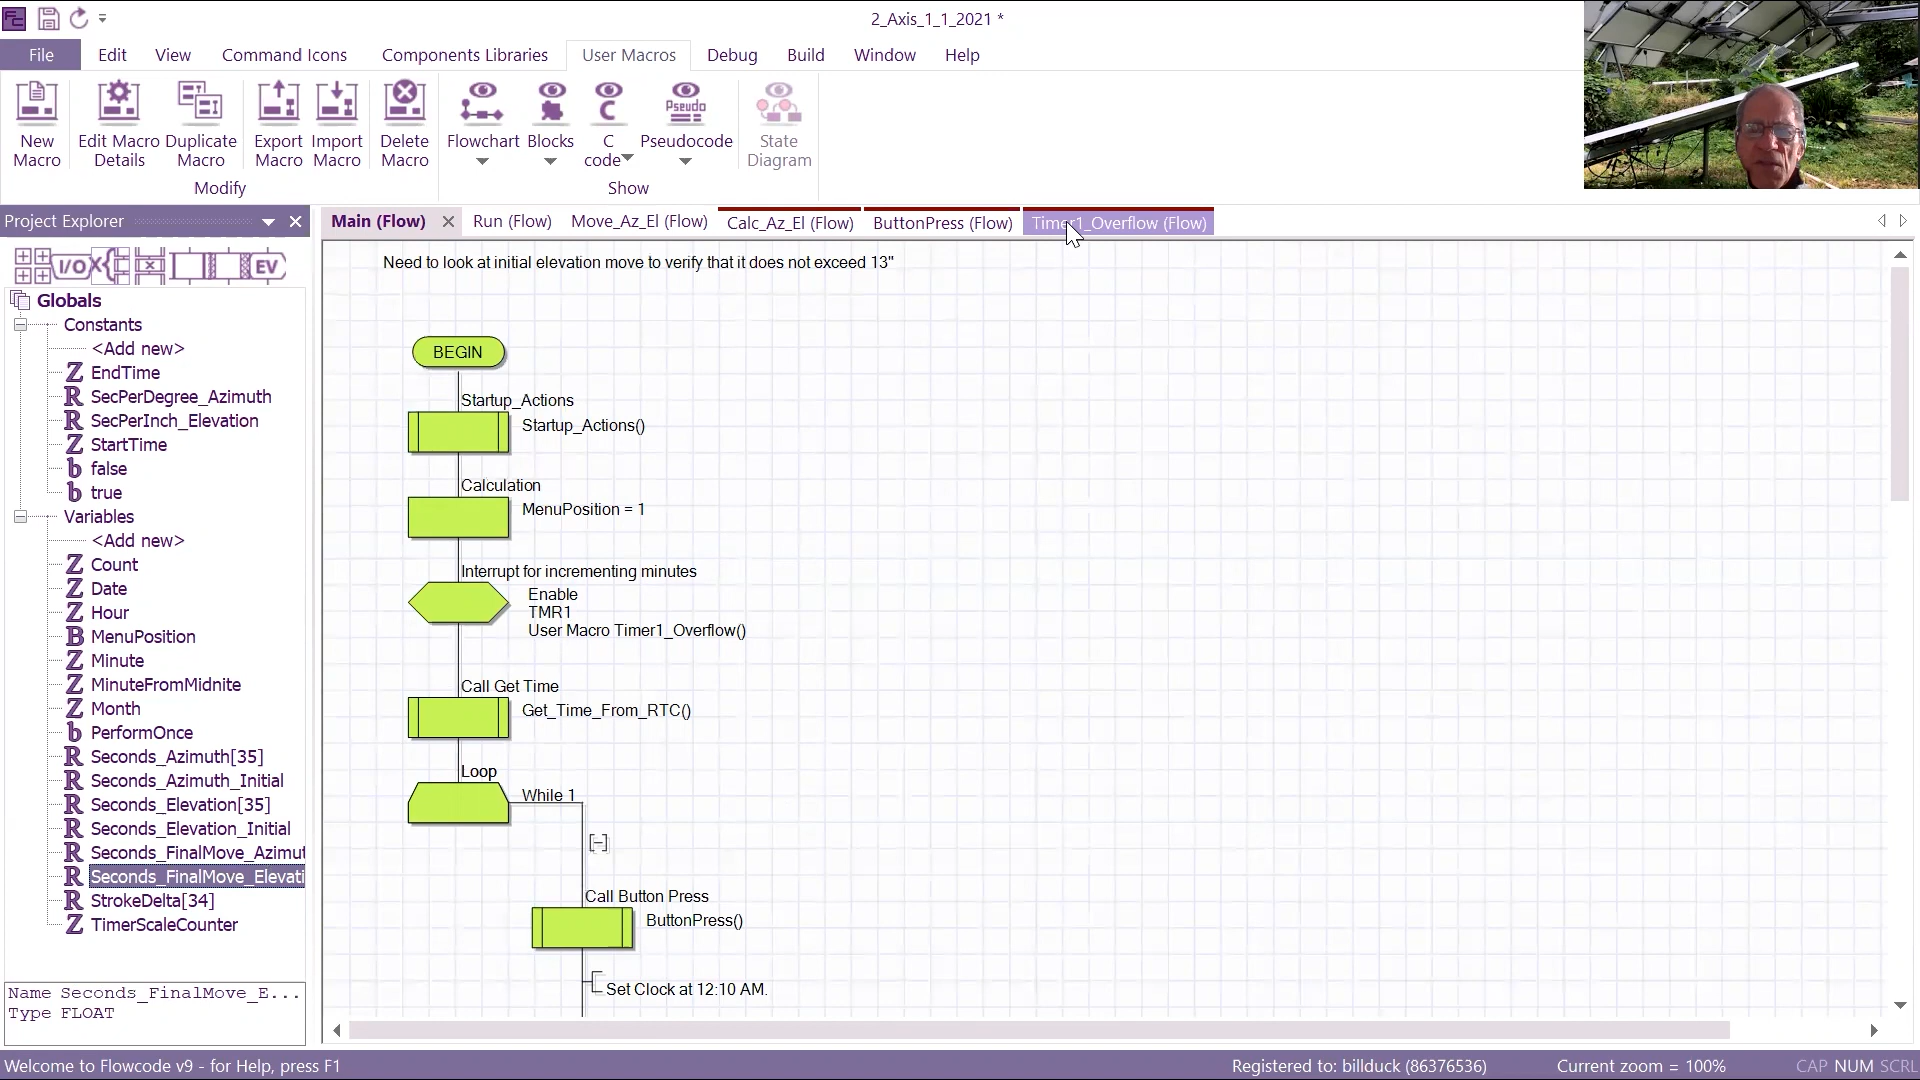 2_Axis_1_1_2021 *
File Edit View Command Icons Components Libraries User Macros Debug Build Window Help
New Macro
Edit Macro Details
Duplicate Macro
Export Macro
Import Macro
Delete Macro
Flowchart
Blocks
C code
Pseudo
Pseudocode
State Diagram
Modify
Show
Project Explorer
Main (Flow) Run (Flow) Move_Az_El (Flow) Calc_Az_El (Flow) ButtonPress (Flow) Timer1_Overflow (Flow)
I/O
EV
Globals
Constants
<Add new>
Z EndTime
R SecPerDegree_Azimuth
R SecPerInch_Elevation
Z StartTime
b false
b true
Variables
<Add new>
Z Count
Z Date
Z Hour
B MenuPosition
Z Minute
Z MinuteFromMidnite
Z Month
b PerformOnce
R Seconds_Azimuth[35]
R Seconds_Azimuth_Initial
R Seconds_Elevation[35]
R Seconds_Elevation_Initial
R Seconds_FinalMove_Azimut
R Seconds_FinalMove_Elevati
R StrokeDelta[34]
Z TimerScaleCounter
Name Seconds_FinalMove_E...
Type FLOAT
Need to look at initial elevation move to verify that it does not exceed 13"
BEGIN
Startup_Actions
Startup_Actions()
Calculation
MenuPosition = 1
Interrupt for incrementing minutes
Enable
TMR1
User Macro Timer1_Overflow()
Call Get Time
Get_Time_From_RTC()
Loop
While 1
Call Button Press
ButtonPress()
Set Clock at 12:10 AM.
Welcome to Flowcode v9 - for Help, press F1 Registered to: billduck (86376536) Current zoom = 100% CAP NUM SCRL